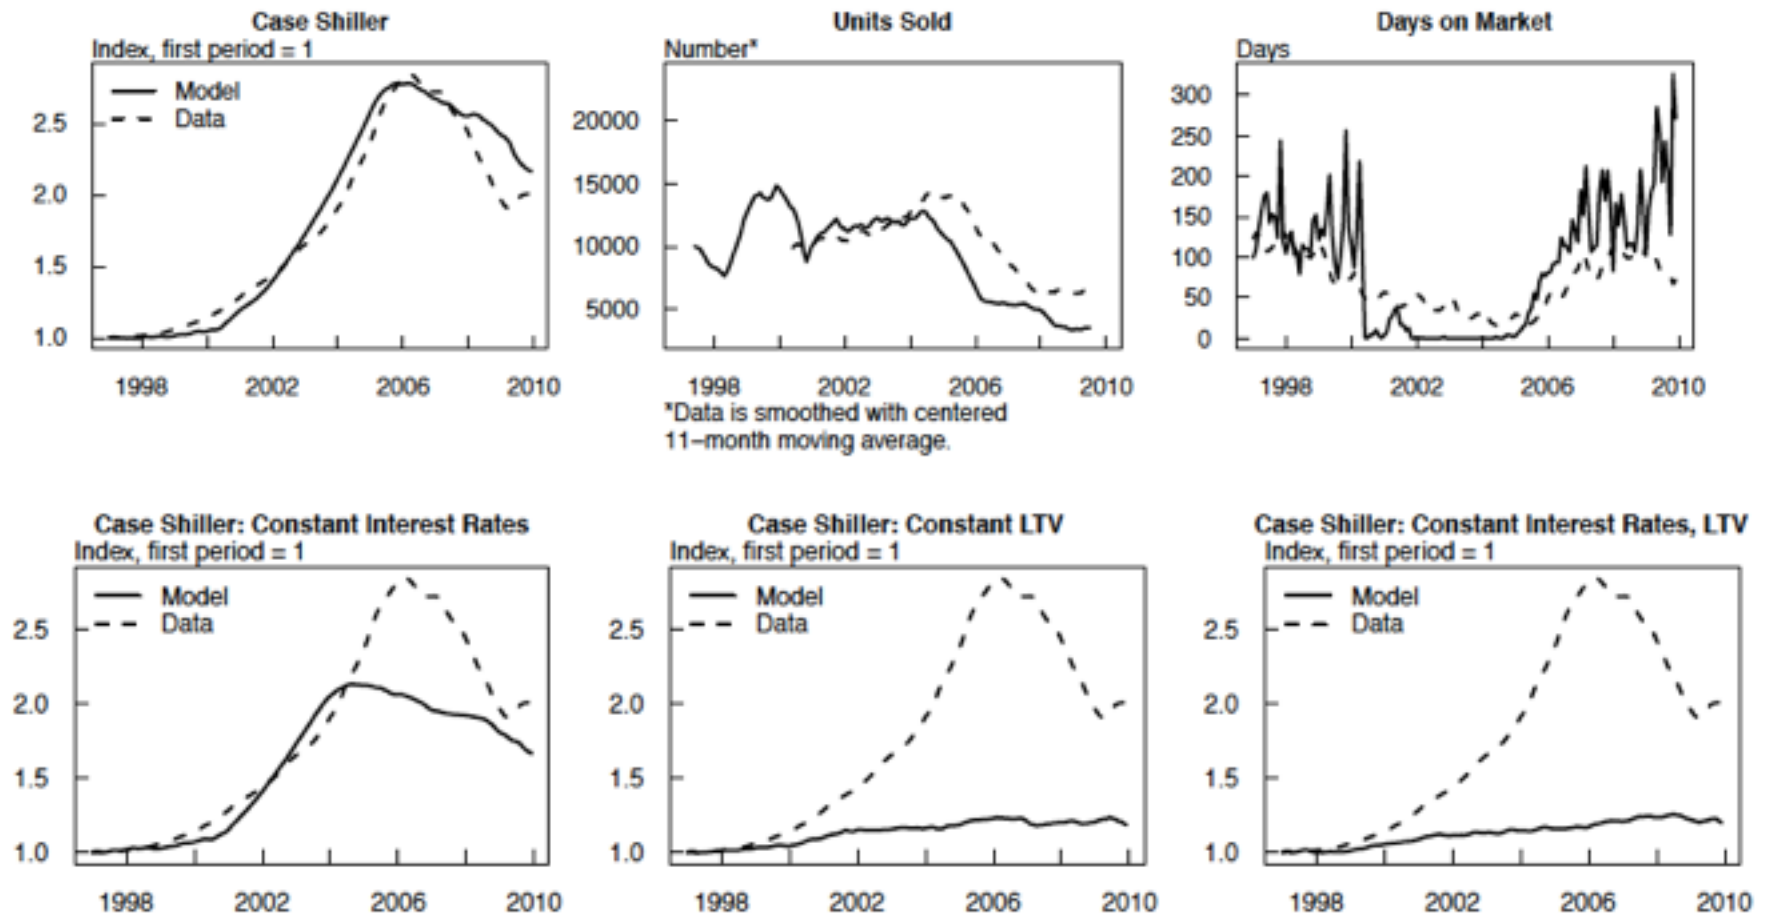 Case Shiller
Index, first period = 1
Model
Data
2.5
2.0
1.5
1.0
1998 2002 2006 2010
Units Sold
Number*
20000
15000
10000
5000
1998 2002 2006 2010
*Data is smoothed with centered
11–month moving average.
Days on Market
Days
300
250
200
150
100
50
0
1998 2002 2006 2010
Case Shiller: Constant Interest Rates
Index, first period = 1
Model
Data
2.5
2.0
1.5
1.0
1998 2002 2006 2010
Case Shiller: Constant LTV
Index, first period = 1
Model
Data
2.5
2.0
1.5
1.0
1998 2002 2006 2010
Case Shiller: Constant Interest Rates, LTV
Index, first period = 1
Model
Data
2.5
2.0
1.5
1.0
1998 2002 2006 2010